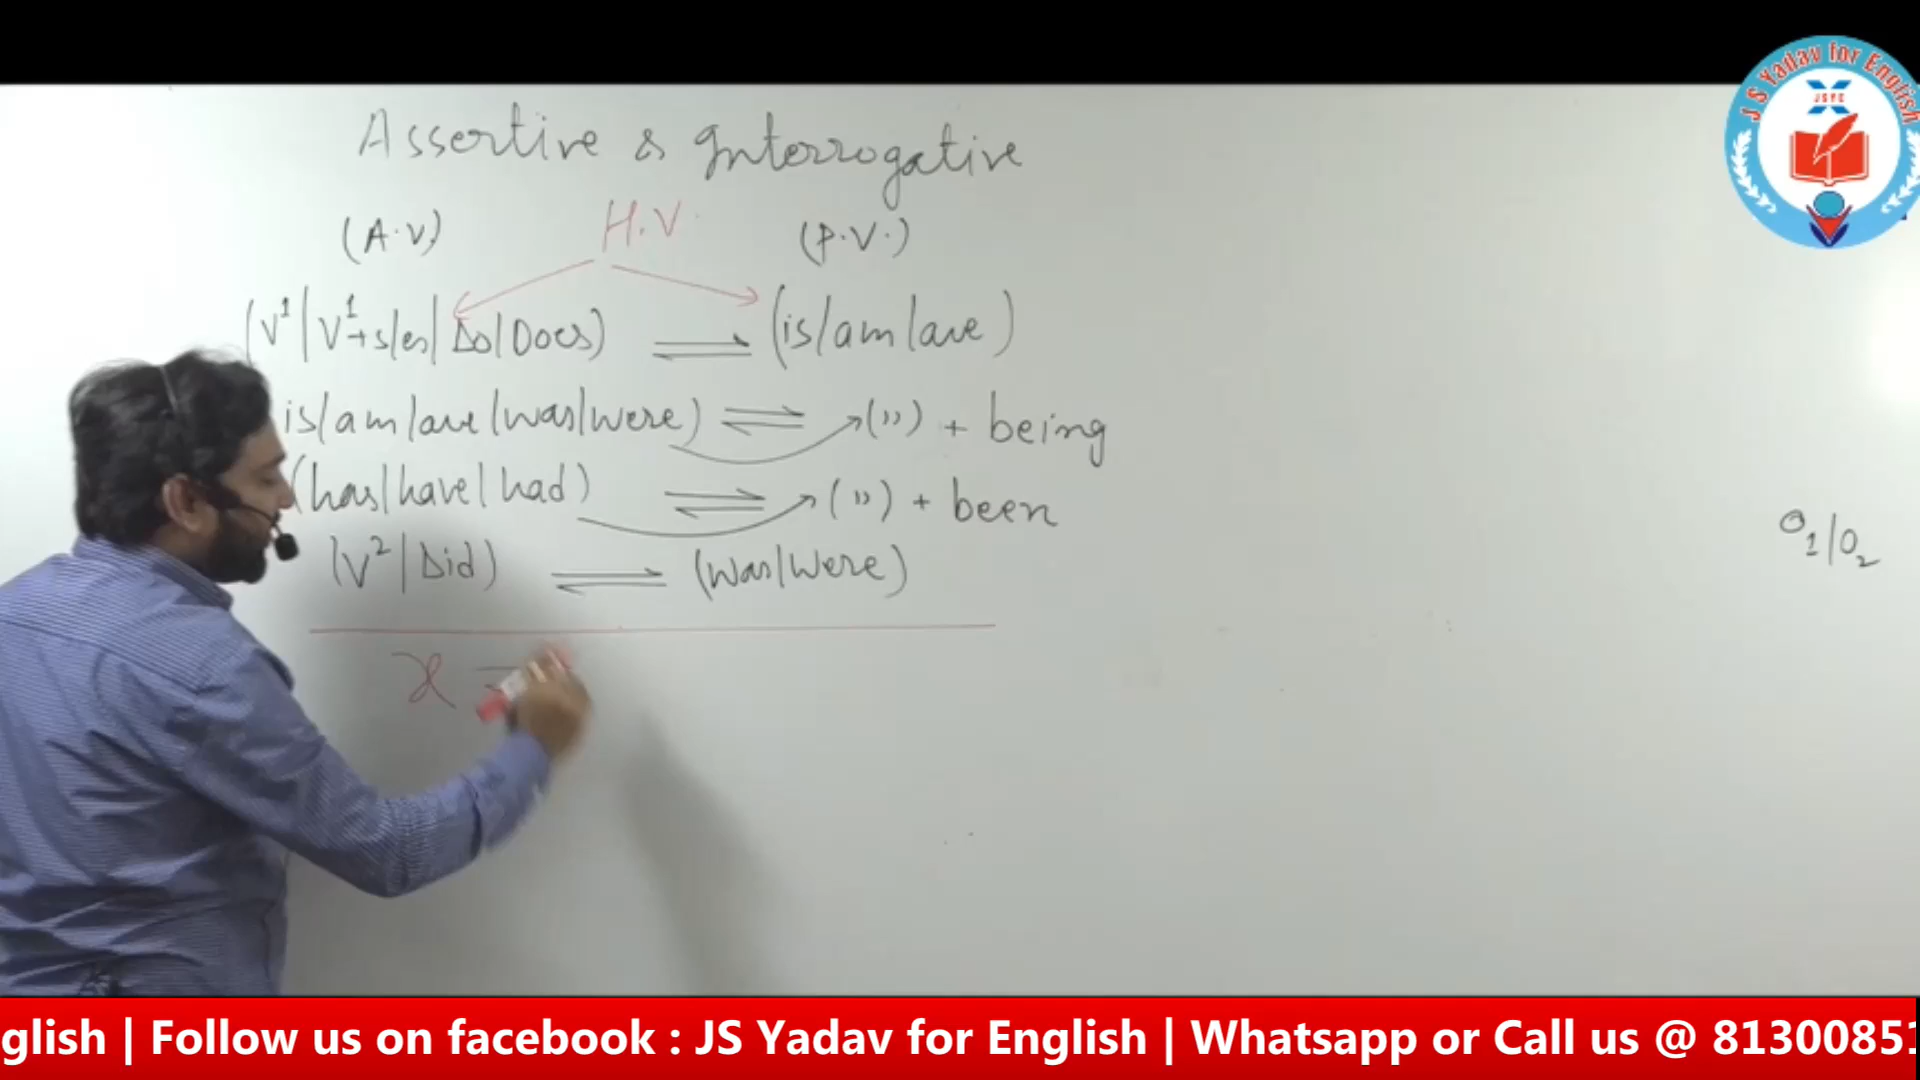 J S Yadav for English
JSYE
Assertive & Interrogative
(A.V) H.V. (P.V.)
(V¹|V¹+s/es|Do|Does) ⇌ (is/am/are)
is/am/are/was/were) ⇌ (") + being
(has/have/had) ⇌ (") + been
(V²|Did) ⇌ (was/were)
O₁/O₂
x =
glish | Follow us on facebook : JS Yadav for English | Whatsapp or Call us @ 8130085